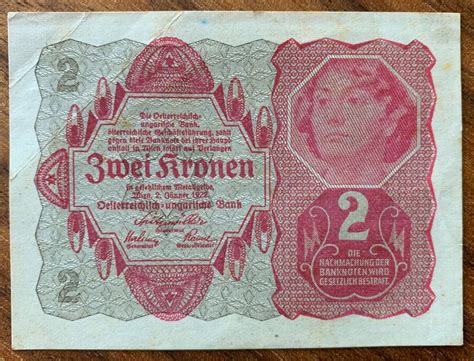 2
Die Oesterreichisch-
ungarische Bank,
österreichische Geschäftsführung, zahlt
gegen diese Banknote bei ihrer Haupt-
anstalt in Wien sofort auf Verlangen
Zwei Kronen
in gesetzlichem Metallgelde.
Wien, 2. Jänner 1922.
Oesterreichisch-ungarische Bank
2
2
DIE
NACHMACHUNG DER
BANKNOTEN WIRD
GESETZLICH BESTRAFT.